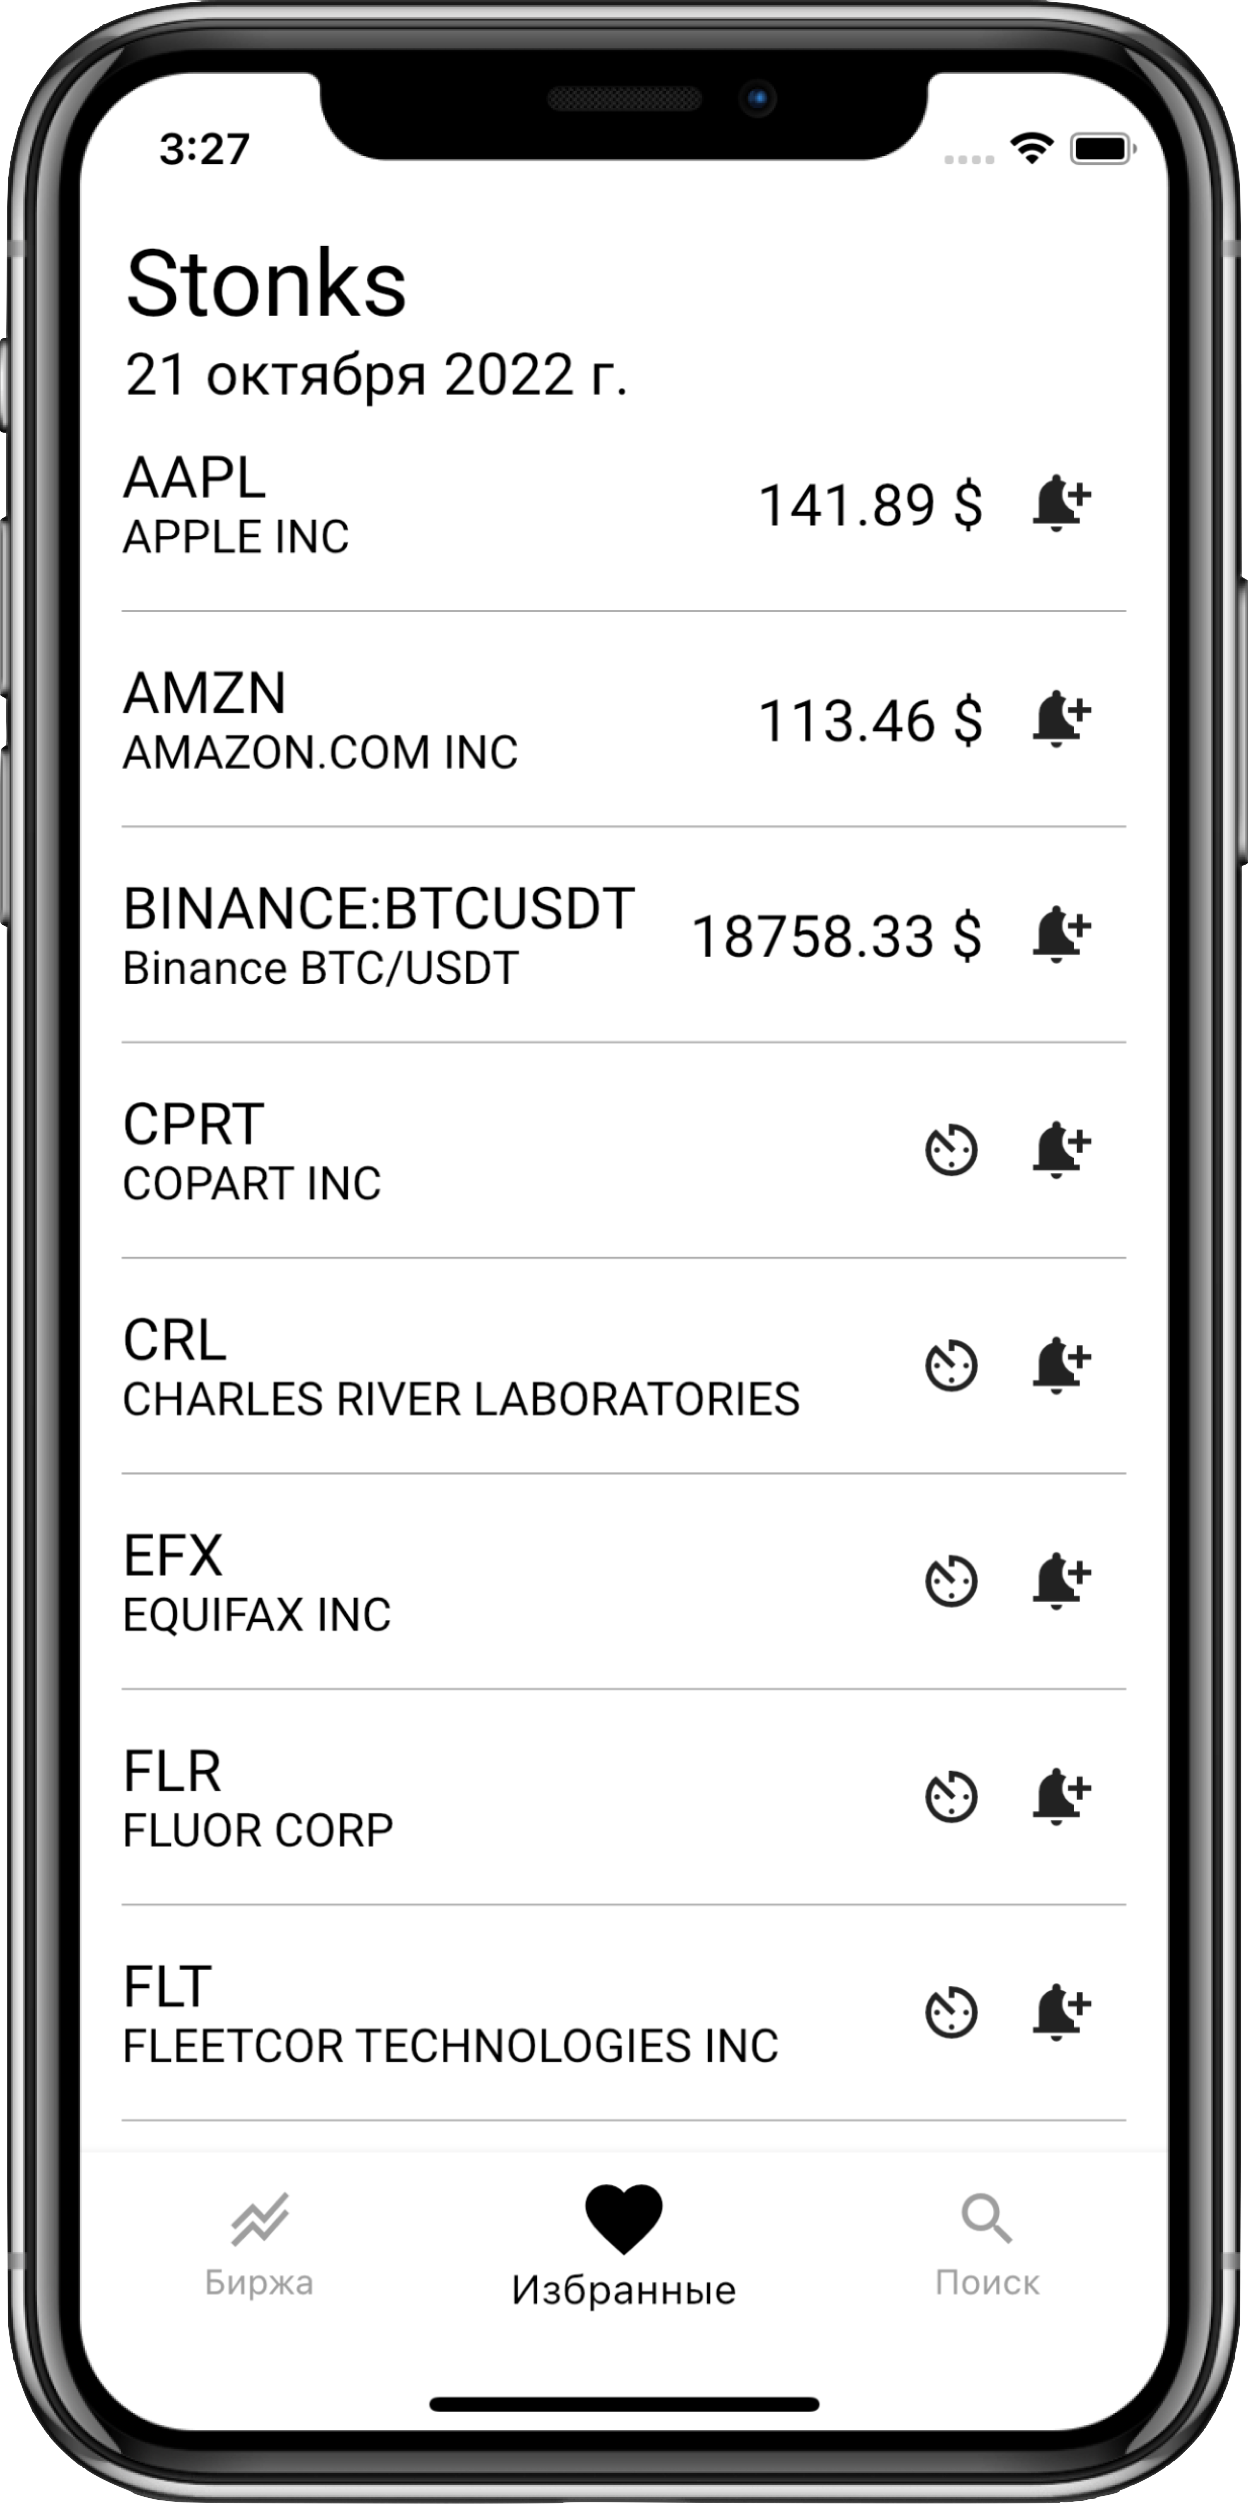 3:27
Stonks
21 октября 2022 г.
AAPL
APPLE INC
141.89 $
AMZN
AMAZON.COM INC
113.46 $
BINANCE:BTCUSDT
Binance BTC/USDT
18758.33 $
CPRT
COPART INC
CRL
CHARLES RIVER LABORATORIES
EFX
EQUIFAX INC
FLR
FLUOR CORP
FLT
FLEETCOR TECHNOLOGIES INC
Биржа
Избранные
Поиск